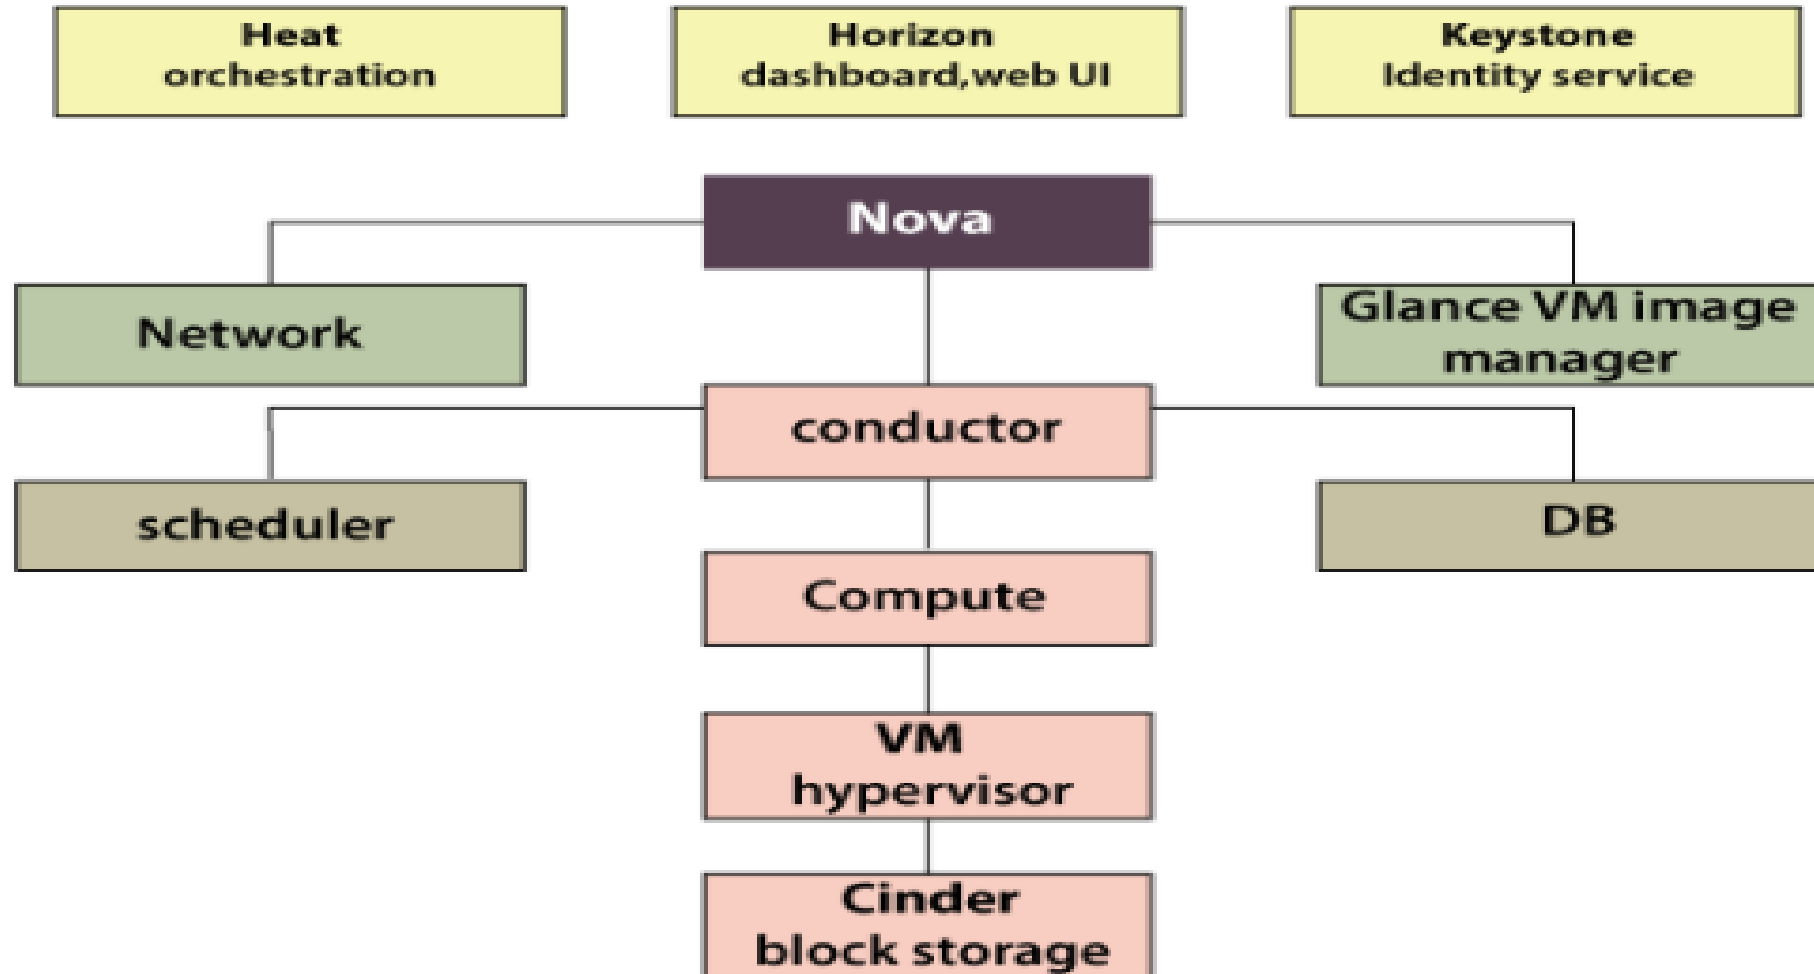 Heat
orchestration
Horizon
dashboard,web UI
Keystone
Identity service
Nova
Network
Glance VM image
manager
conductor
scheduler
DB
Compute
VM
hypervisor
Cinder
block storage